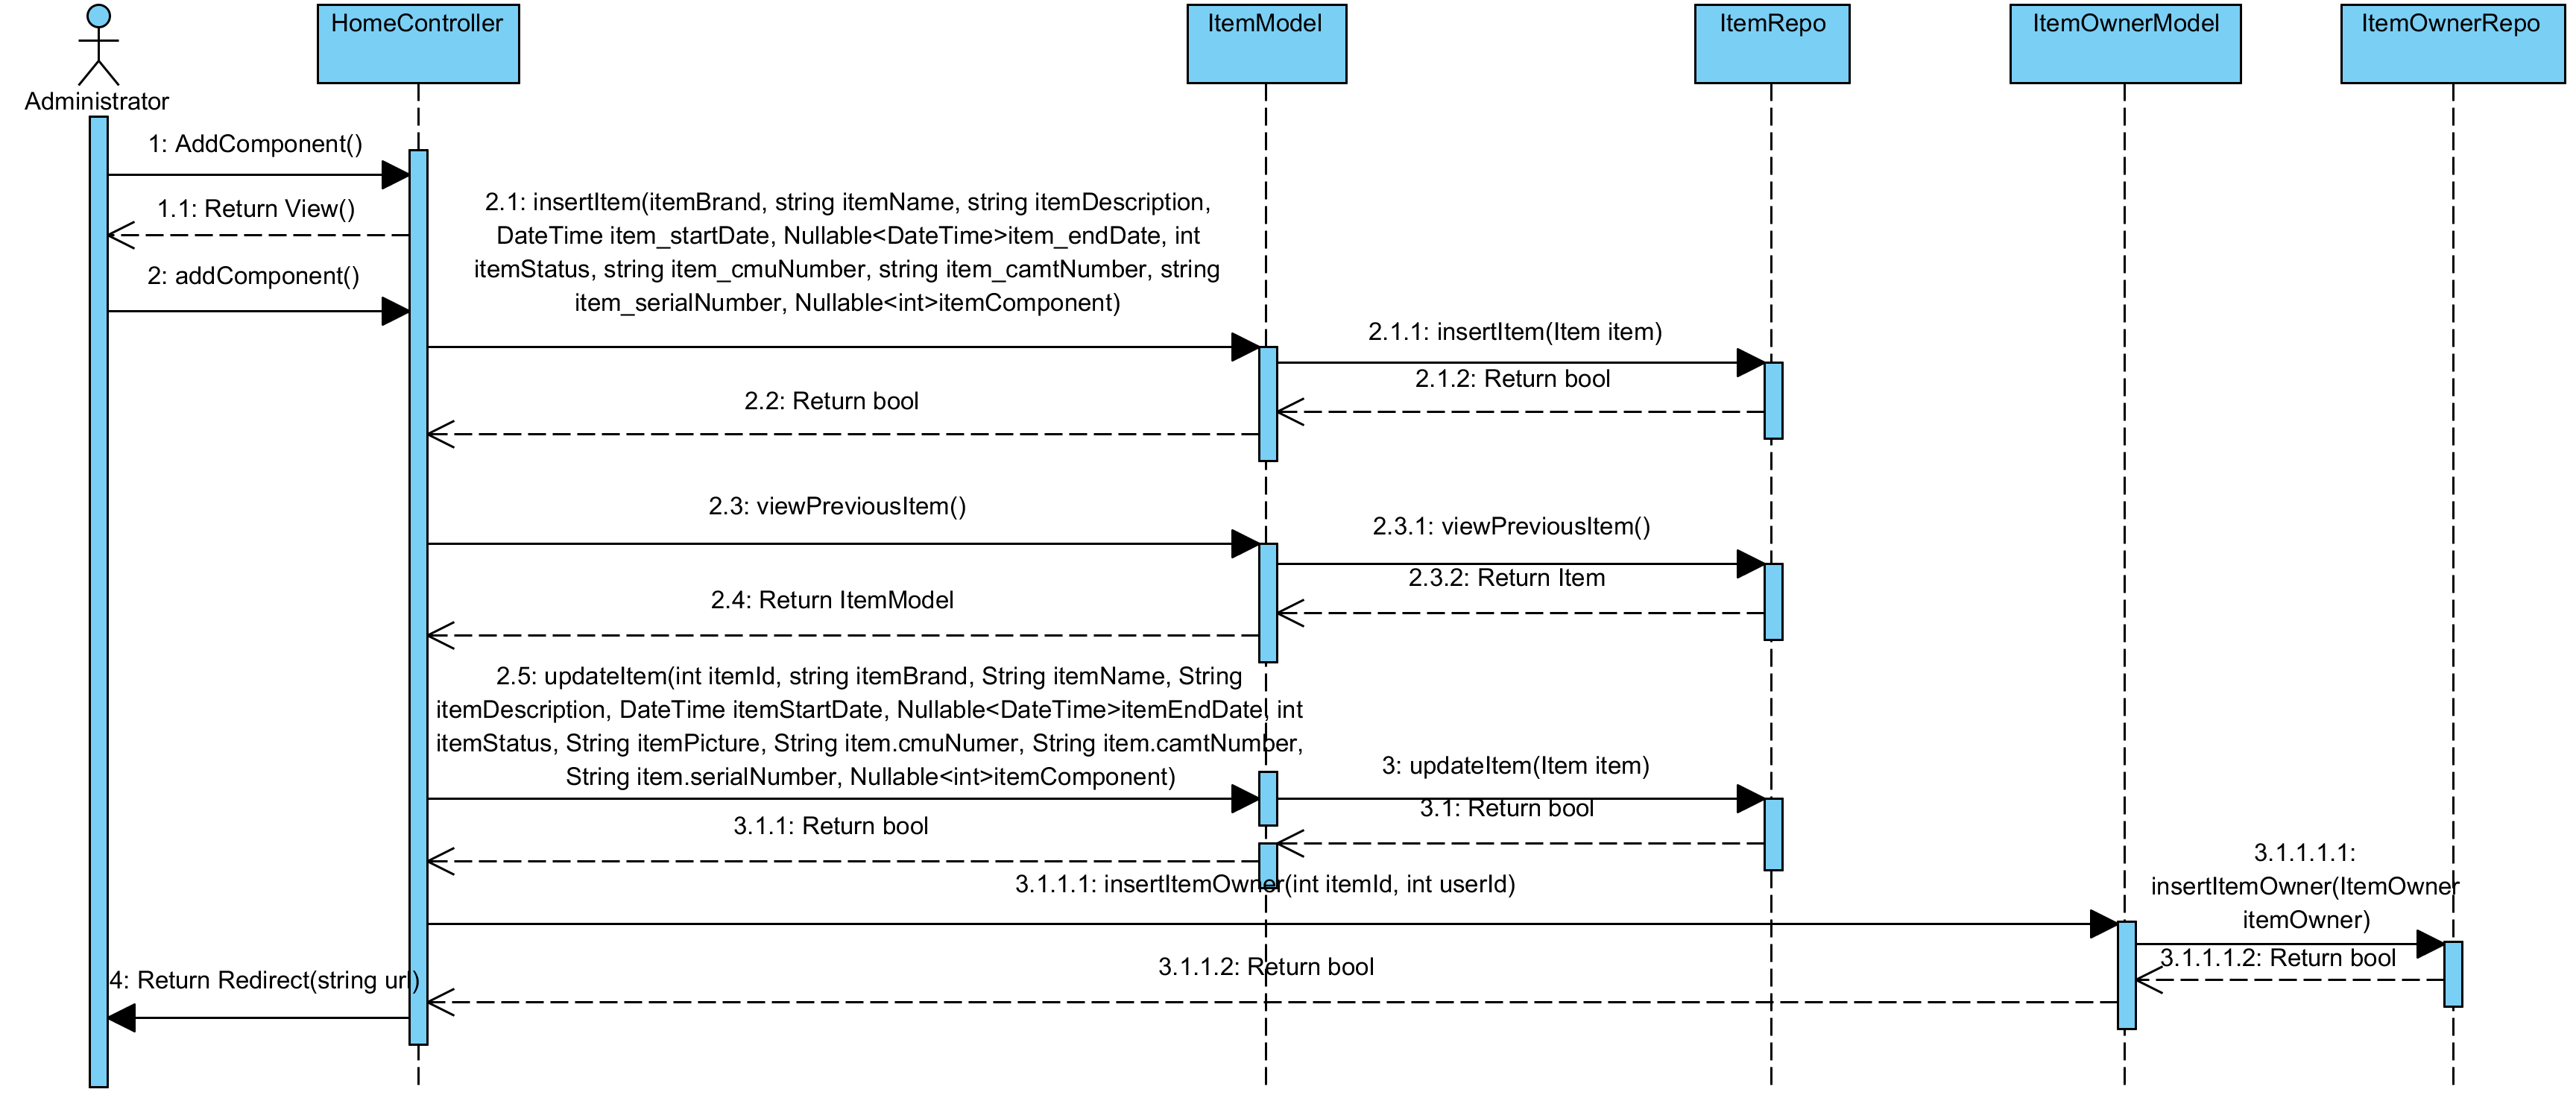 HomeController
ItemModel
ItemRepo
ItemOwnerModel
ItemOwnerRepo
Administrator
1: AddComponent()
1.1: Return View()
2: addComponent()
2.1: insertItem(itemBrand, string itemName, string itemDescription,
DateTime item_startDate, Nullable<DateTime>item_endDate, int
itemStatus, string item_cmuNumber, string item_camtNumber, string
item_serialNumber, Nullable<int>itemComponent)
2.1.1: insertItem(Item item)
2.1.2: Return bool
2.2: Return bool
2.3: viewPreviousItem()
2.3.1: viewPreviousItem()
2.3.2: Return Item
2.4: Return ItemModel
2.5: updateItem(int itemId, string itemBrand, String itemName, String
itemDescription, DateTime itemStartDate, Nullable<DateTime>itemEndDate, int
itemStatus, String itemPicture, String item.cmuNumer, String item.camtNumber,
String item.serialNumber, Nullable<int>itemComponent)
3: updateItem(Item item)
3.1: Return bool
3.1.1: Return bool
3.1.1.1: insertItemOwner(int itemId, int userId)
3.1.1.1.1:
insertItemOwner(ItemOwner
itemOwner)
3.1.1.1.2: Return bool
3.1.1.2: Return bool
4: Return Redirect(string url)